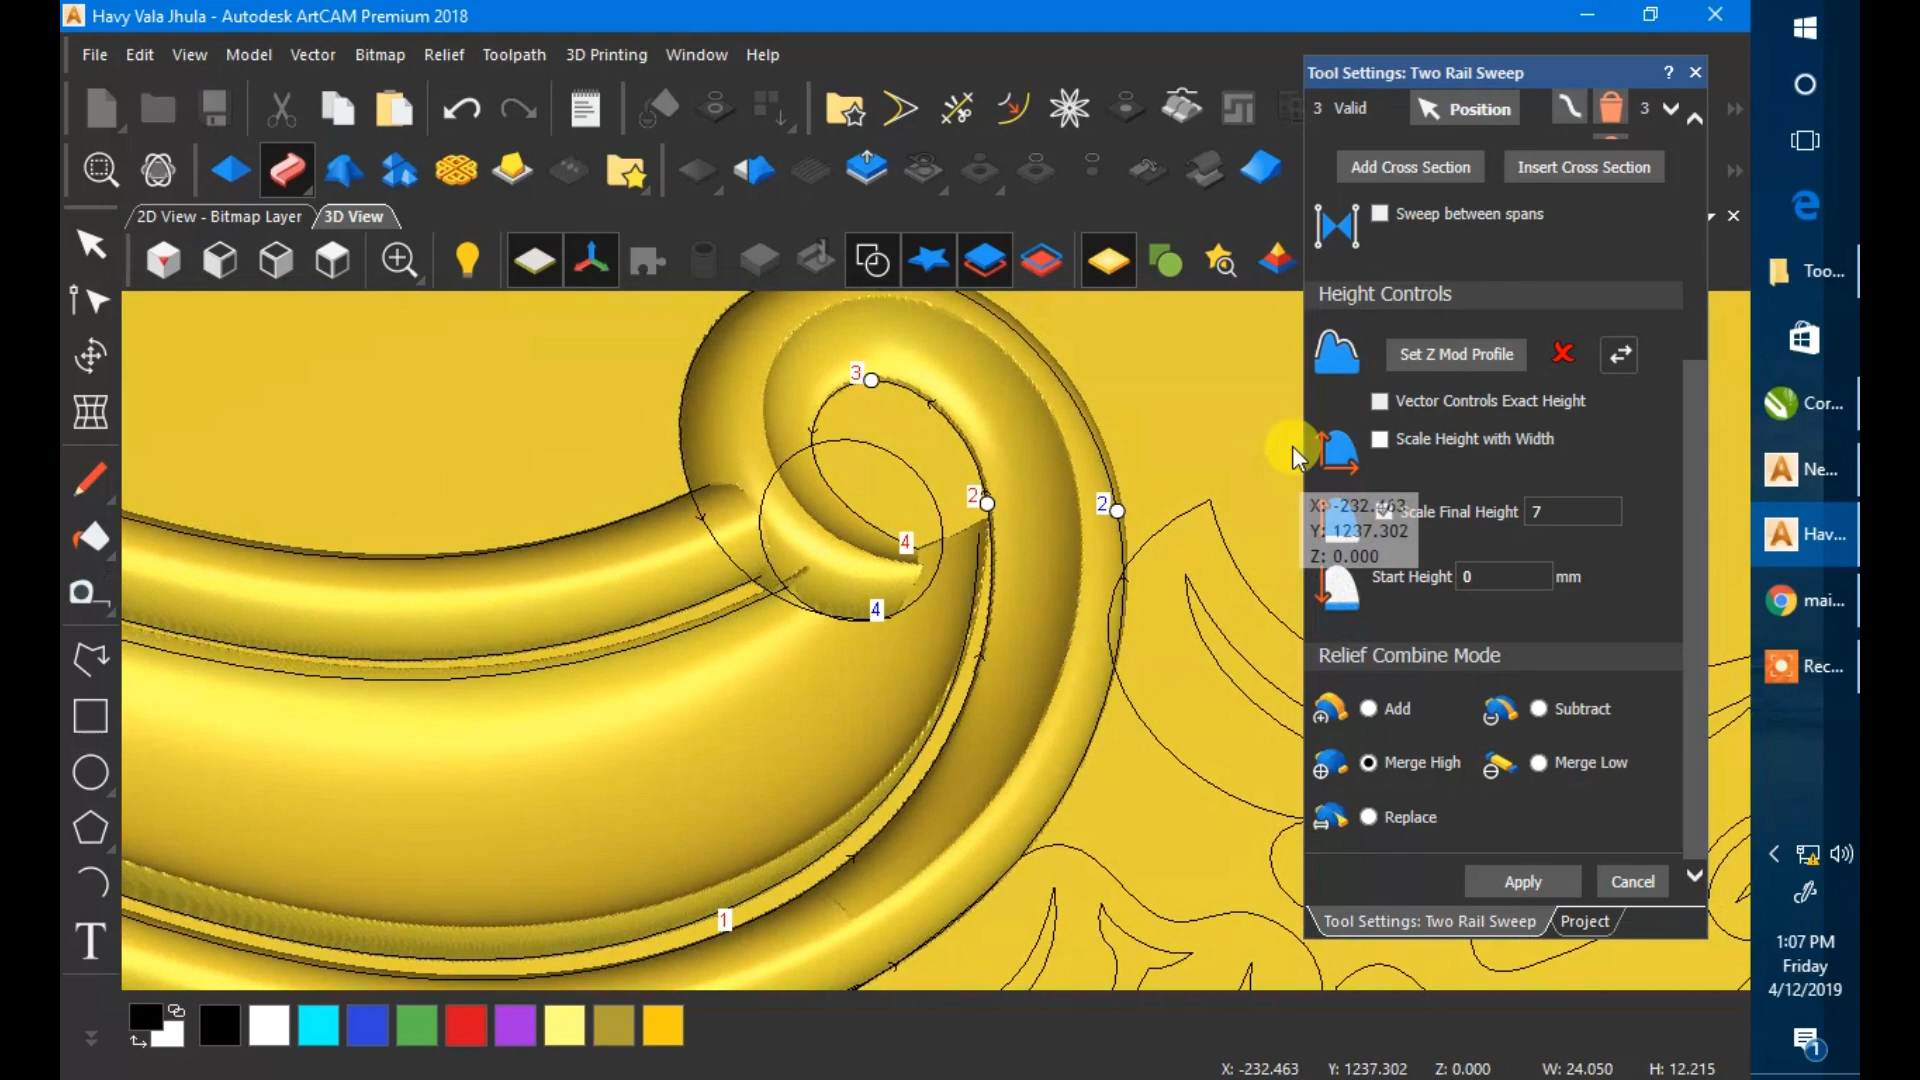 Havy Vala Jhula - Autodesk ArtCAM Premium 2018
File Edit View Model Vector Bitmap Relief Toolpath 3D Printing Window Help
Tool Settings: Two Rail Sweep
3 Valid Position 3
Add Cross Section Insert Cross Section
2D View - Bitmap Layer 3D View
Sweep between spans
Height Controls
Set Z Mod Profile
Vector Controls Exact Height
Scale Height with Width
Scale Final Height 7
X: -232.463
Y: 1237.302
Z: 0.000
Start Height 0 mm
Relief Combine Mode
Add Subtract
Merge High Merge Low
Replace
Apply Cancel
Tool Settings: Two Rail Sweep Project
3
2
2
4
4
1
T
X: -232.463 Y: 1237.302 Z: 0.000 W: 24.050 H: 12.215
Too...
Cor...
Ne...
Hav...
mai...
Rec...
1:07 PM
Friday
4/12/2019
1